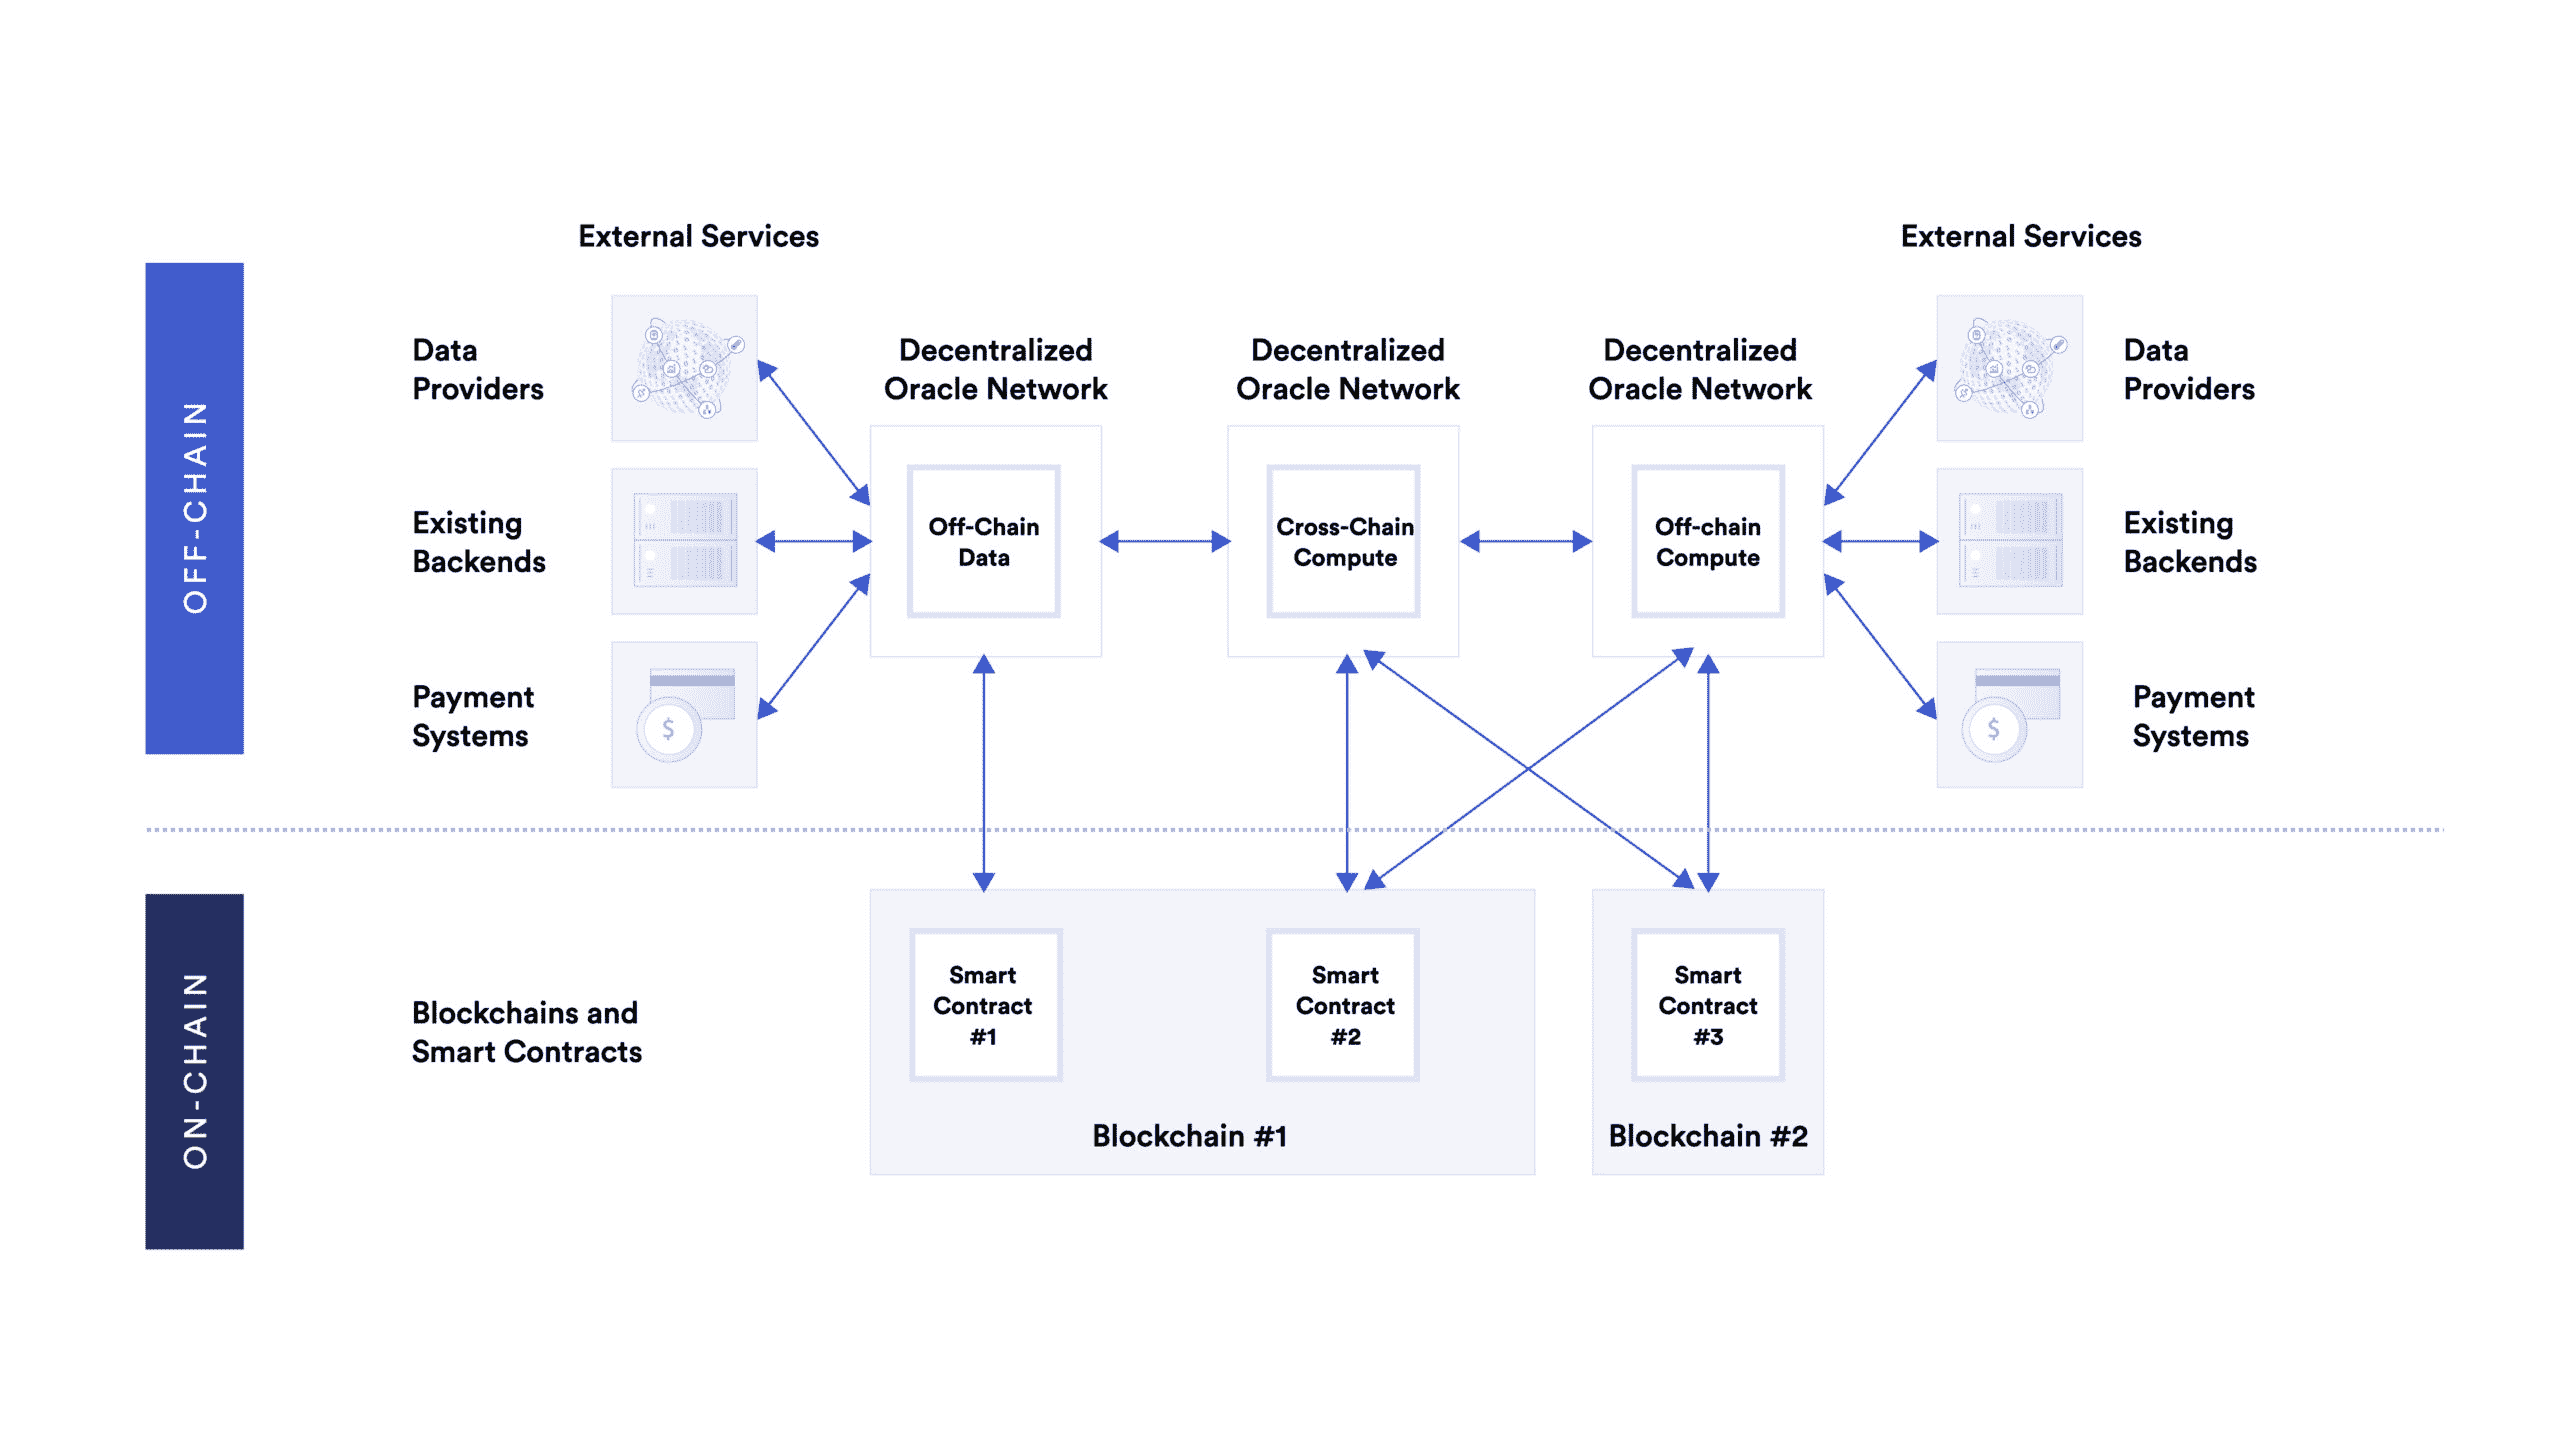 External Services
External Services
OFF-CHAIN
Data
Providers
Decentralized
Oracle Network
Decentralized
Oracle Network
Decentralized
Oracle Network
Data
Providers
Existing
Backends
Off-Chain
Data
Cross-Chain
Compute
Off-chain
Compute
Existing
Backends
Payment
Systems
$
$
Payment
Systems
ON-CHAIN
Blockchains and
Smart Contracts
Smart
Contract
#1
Smart
Contract
#2
Smart
Contract
#3
Blockchain #1
Blockchain #2